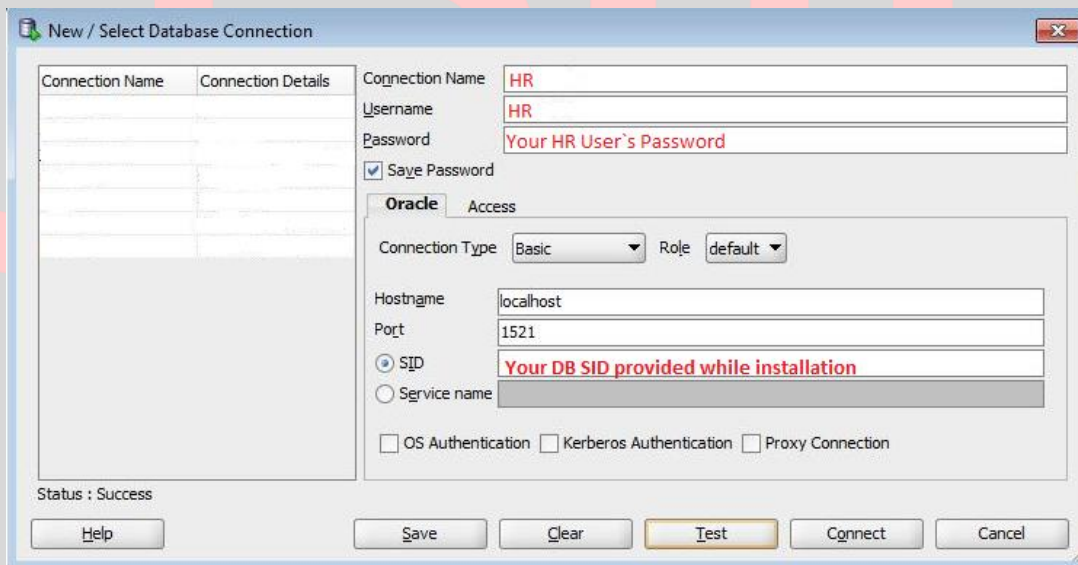 New / Select Database Connection
Connection Name Connection Details
Connection Name HR
Username HR
Password Your HR User`s Password
Save Password
Oracle Access
Connection Type Basic Role default
Hostname localhost
Port 1521
SID Your DB SID provided while installation
Service name
OS Authentication Kerberos Authentication Proxy Connection
Status : Success
Help Save Clear Test Connect Cancel